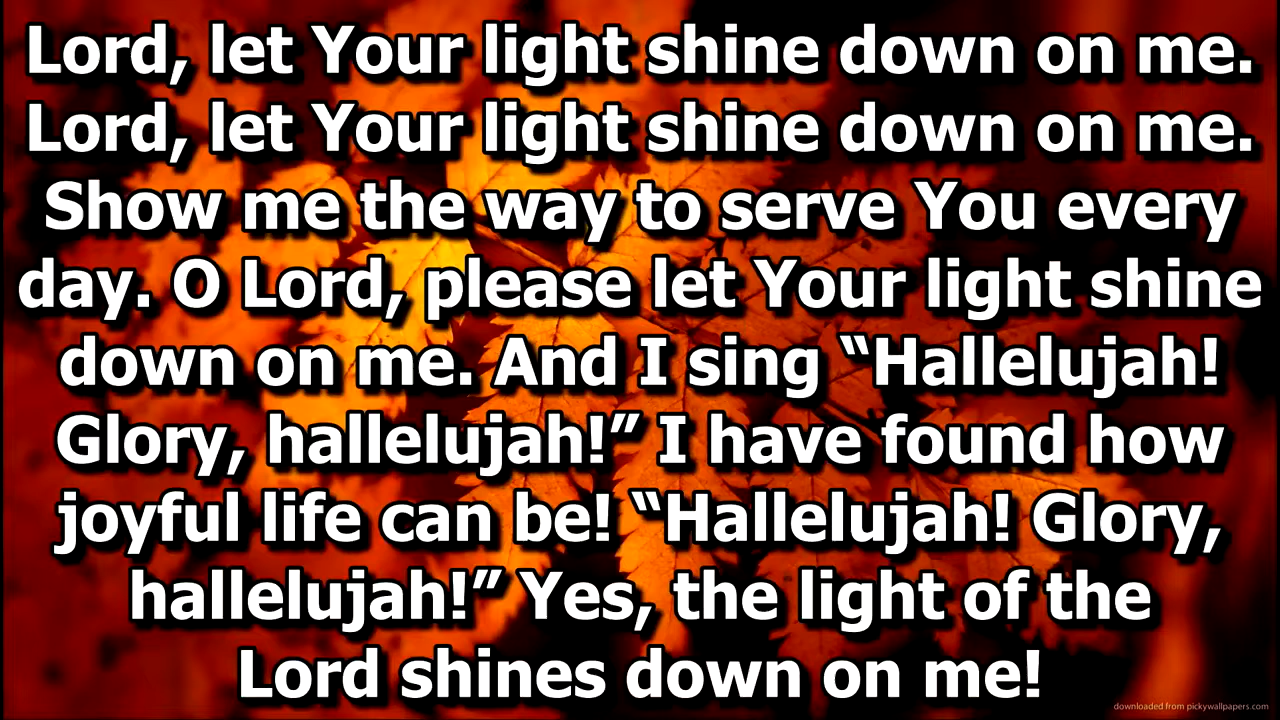 Lord, let Your light shine down on me.
Lord, let Your light shine down on me.
Show me the way to serve You every
day. O Lord, please let Your light shine
down on me. And I sing “Hallelujah!
Glory, hallelujah!” I have found how
joyful life can be! “Hallelujah! Glory,
hallelujah!” Yes, the light of the
Lord shines down on me!
downloaded from pickywallpapers.com